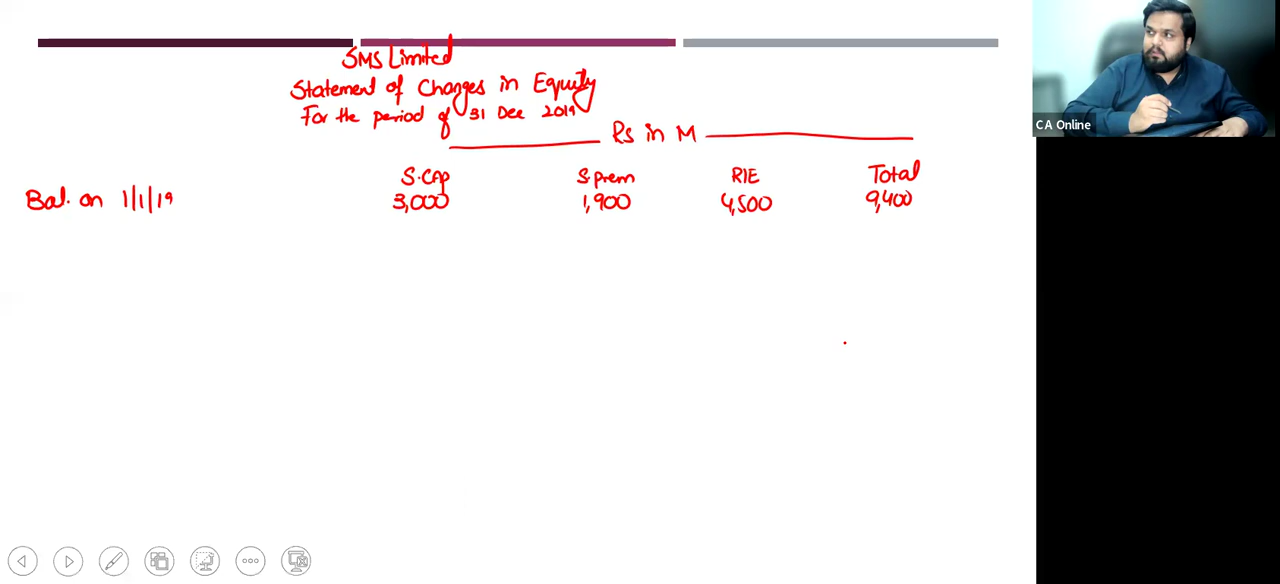 SMS Limited
Statement of Changes in Equity
For the period of 31 Dec 2019
Rs in M
S.Cap S.prem R/E Total
Bal. on 1/1/19 3,000 1,900 4,500 9,400
CA Online